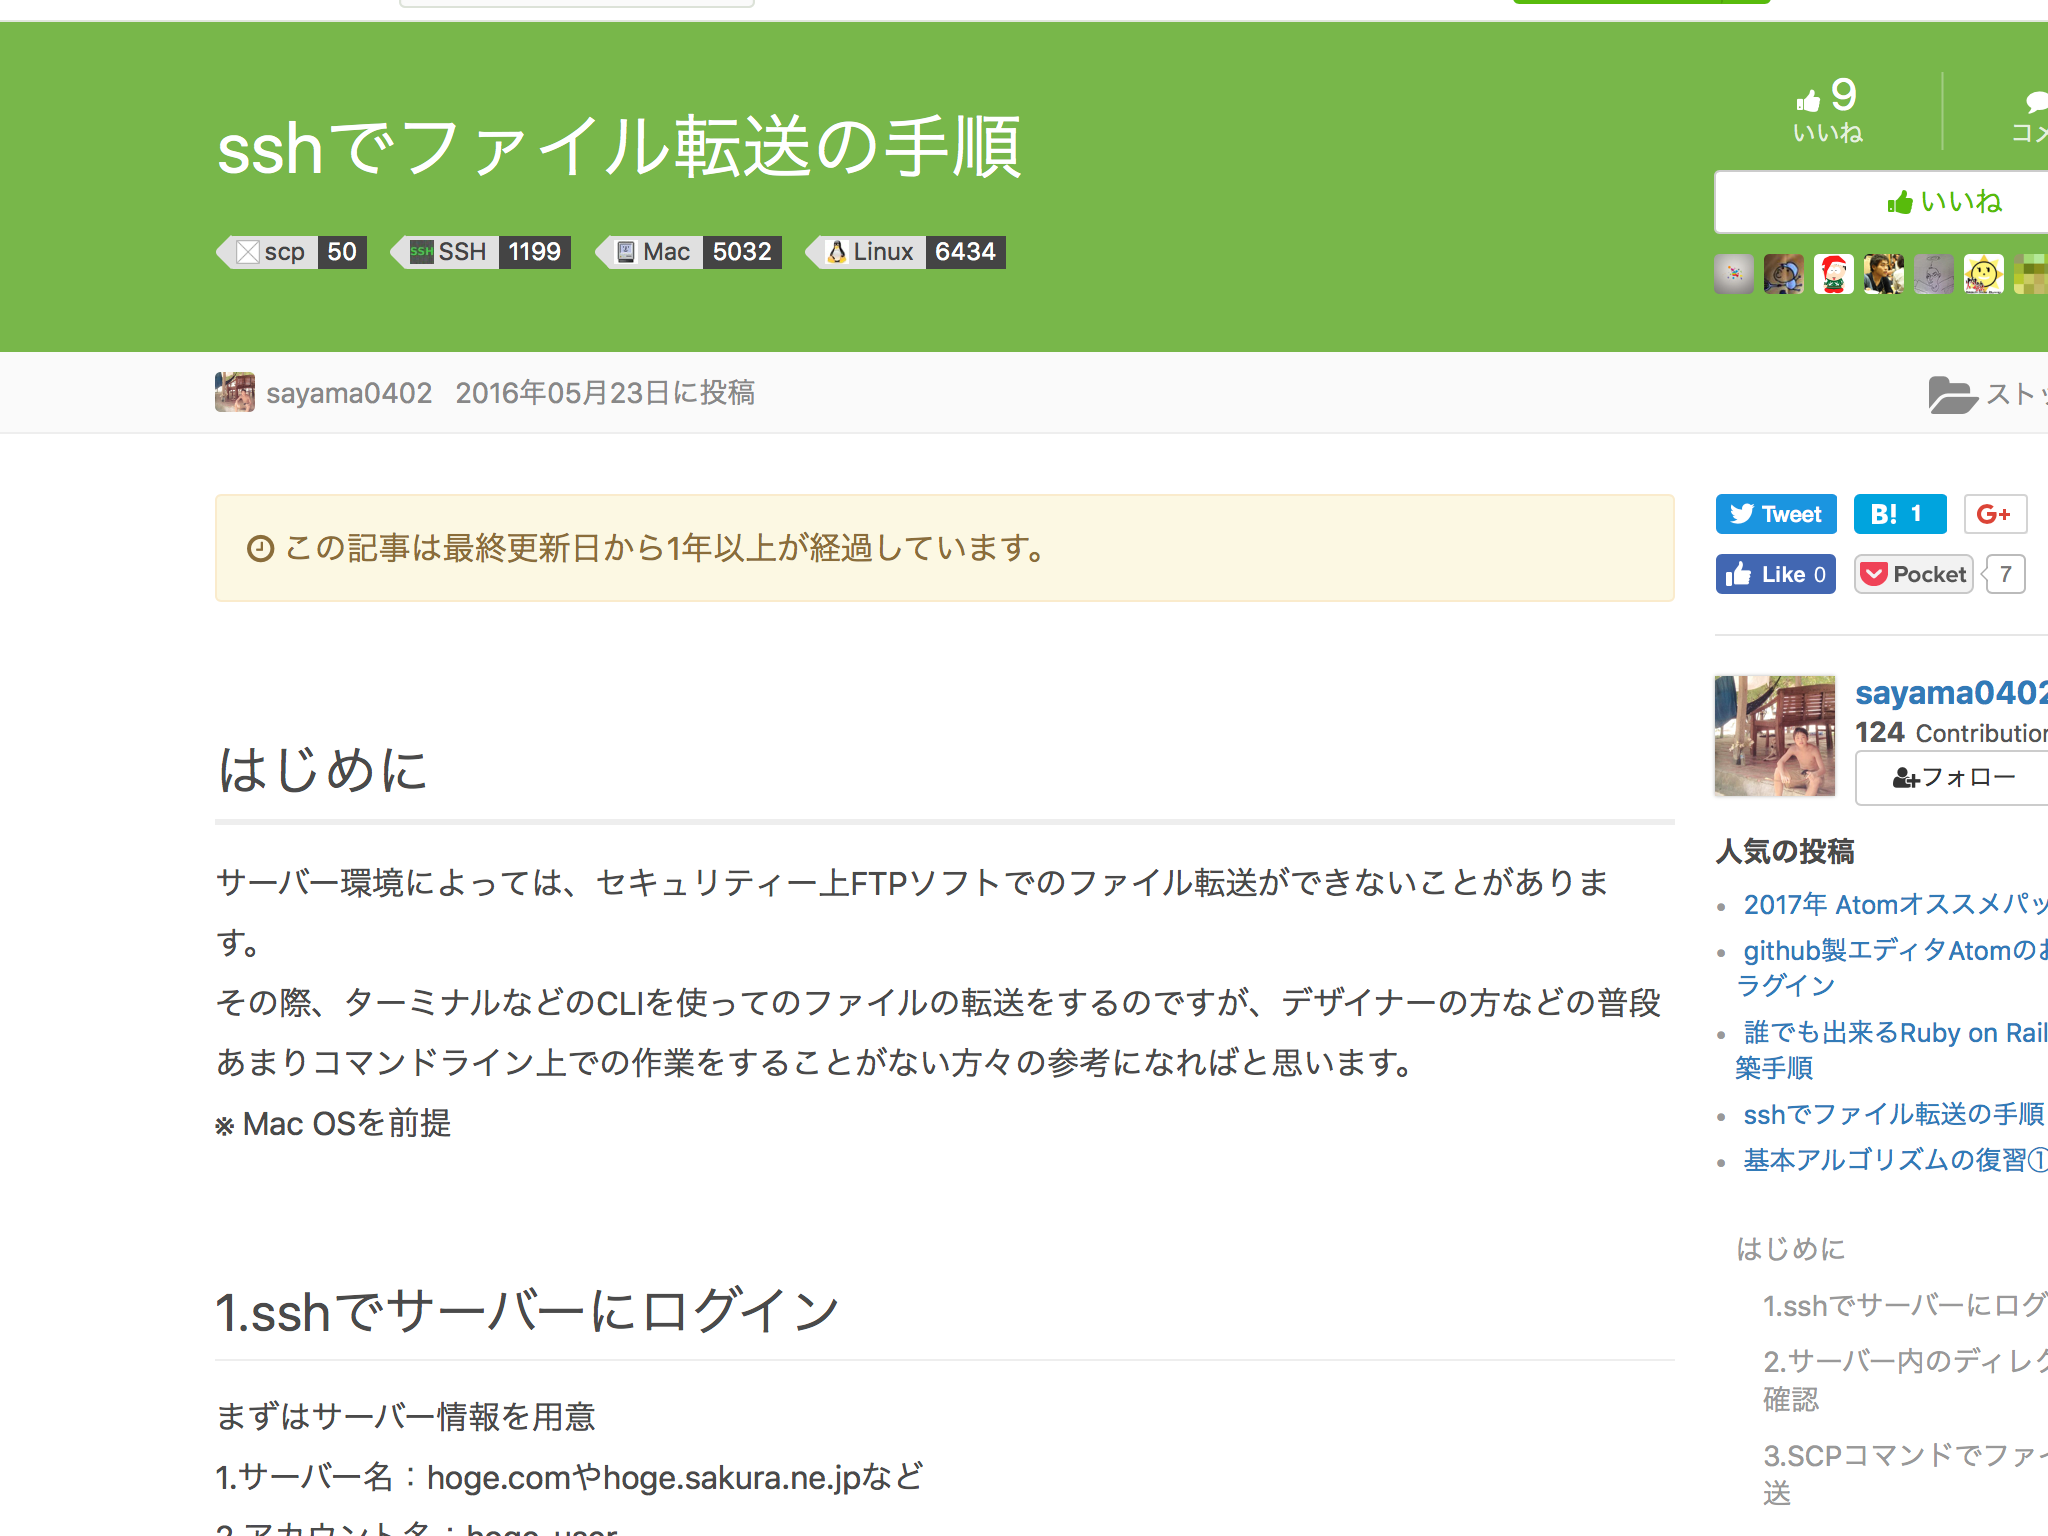 sshでファイル転送の手順
scp 50 SSH 1199 Mac 5032 Linux 6434
9
いいね
コメ
いいね
sayama0402 2016年05月23日に投稿
ストッ
この記事は最終更新日から1年以上が経過しています。
はじめに
サーバー環境によっては、セキュリティー上FTPソフトでのファイル転送ができないことがありま
す。
その際、ターミナルなどのCLIを使ってのファイルの転送をするのですが、デザイナーの方などの普段
あまりコマンドライン上での作業をすることがない方々の参考になればと思います。
※ Mac OSを前提
1.sshでサーバーにログイン
まずはサーバー情報を用意
1.サーバー名：hoge.comやhoge.sakura.ne.jpなど
2.アカウント名：hoge_user
Tweet B! 1 G+
Like 0 Pocket 7
sayama0402
124 Contribution
フォロー
人気の投稿
2017年 Atomオススメパッ
github製エディタAtomのお
ラグイン
誰でも出来るRuby on Rail
築手順
sshでファイル転送の手順
基本アルゴリズムの復習①
はじめに
1.sshでサーバーにログ
2.サーバー内のディレク
確認
3.SCPコマンドでファイ
送